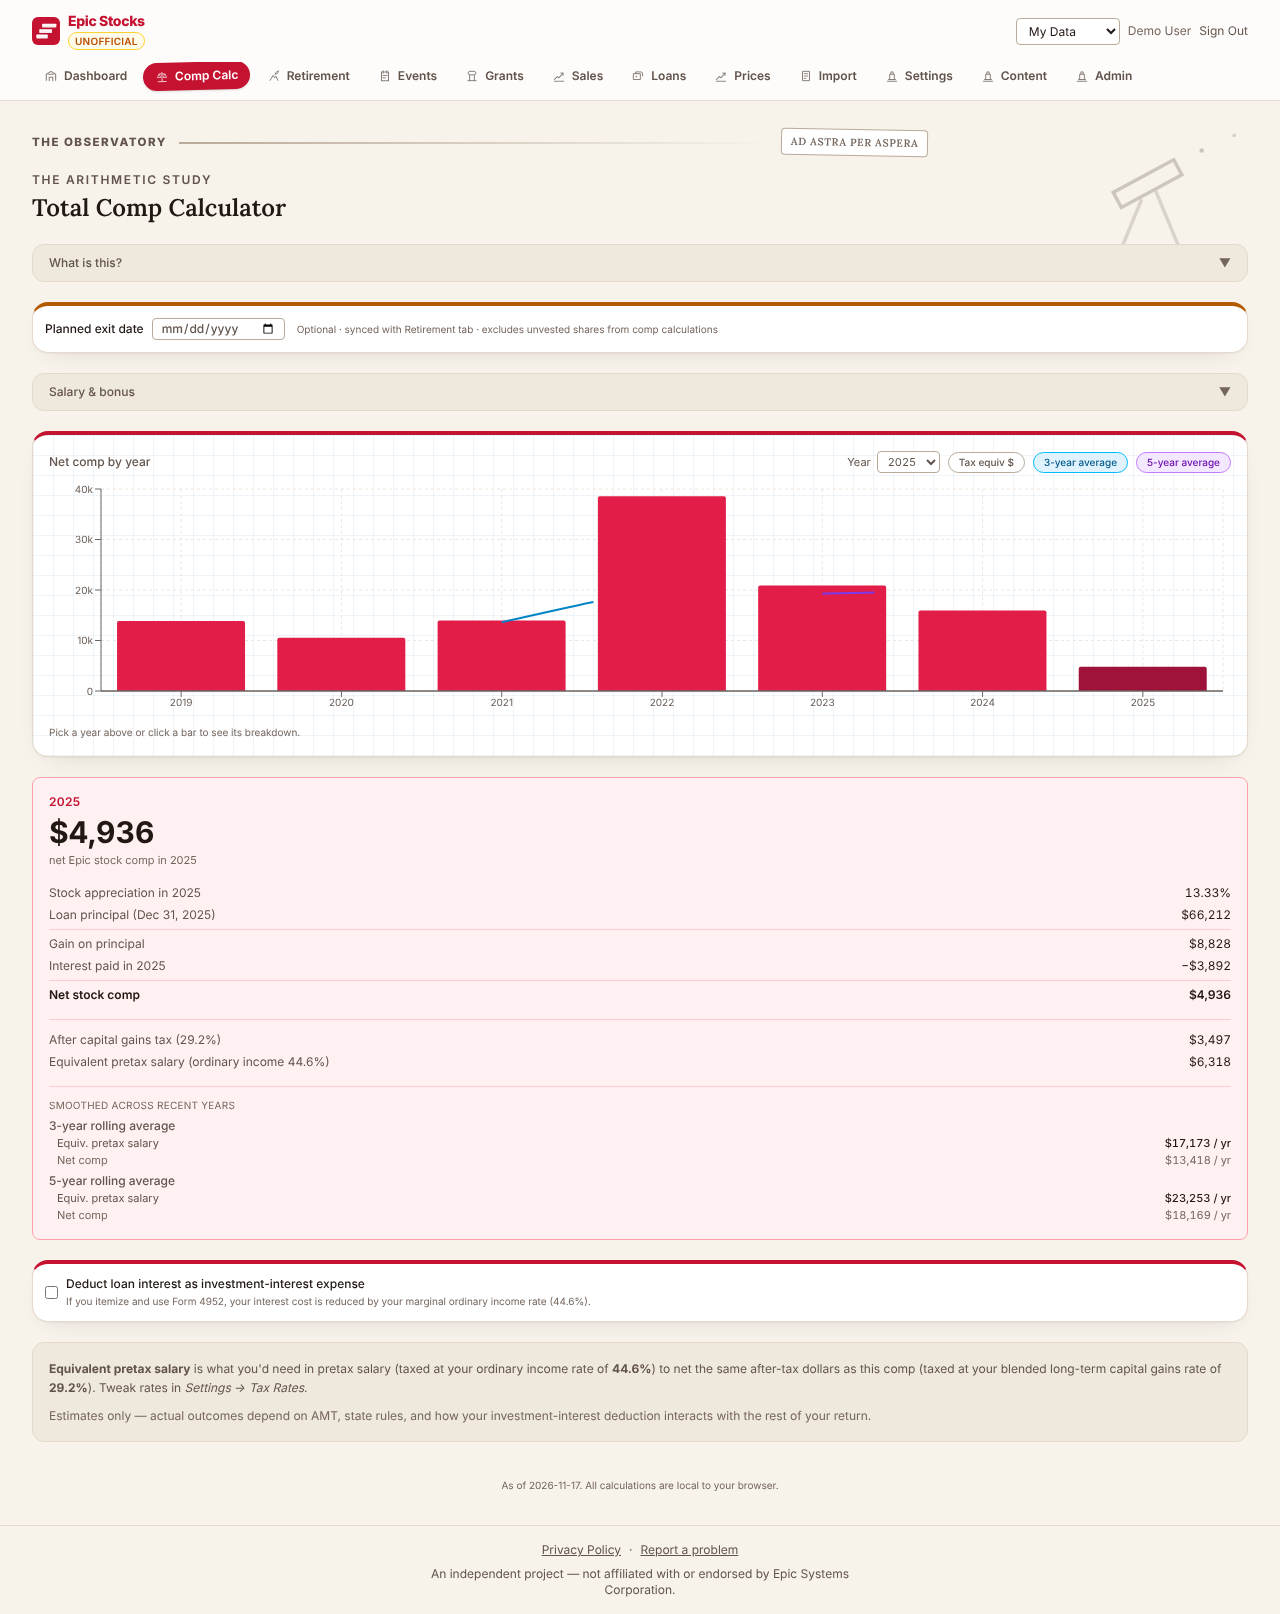 Epic Stocks
UNOFFICIAL
My Data
Demo User
Sign Out
Dashboard
Comp Calc
Retirement
Events
Grants
Sales
Loans
Prices
Import
Settings
Content
Admin
THE OBSERVATORY
AD ASTRA PER ASPERA
THE ARITHMETIC STUDY
Total Comp Calculator
What is this?
Planned exit date
mm/dd/yyyy
Optional · synced with Retirement tab · excludes unvested shares from comp calculations
Salary & bonus
Net comp by year
Year
2025
Tax equiv $
3-year average
5-year average
40k
30k
20k
10k
0
2019
2020
2021
2022
2023
2024
2025
Pick a year above or click a bar to see its breakdown.
2025
$4,936
net Epic stock comp in 2025
Stock appreciation in 2025 13.33%
Loan principal (Dec 31, 2025) $66,212
Gain on principal $8,828
Interest paid in 2025 −$3,892
Net stock comp $4,936
After capital gains tax (29.2%) $3,497
Equivalent pretax salary (ordinary income 44.6%) $6,318
SMOOTHED ACROSS RECENT YEARS
3-year rolling average
Equiv. pretax salary $17,173 / yr
Net comp $13,418 / yr
5-year rolling average
Equiv. pretax salary $23,253 / yr
Net comp $18,169 / yr
Deduct loan interest as investment-interest expense
If you itemize and use Form 4952, your interest cost is reduced by your marginal ordinary income rate (44.6%).
Equivalent pretax salary is what you'd need in pretax salary (taxed at your ordinary income rate of 44.6%) to net the same after-tax dollars as this comp (taxed at your blended long-term capital gains rate of
29.2%). Tweak rates in Settings → Tax Rates.
Estimates only — actual outcomes depend on AMT, state rules, and how your investment-interest deduction interacts with the rest of your return.
As of 2026-11-17. All calculations are local to your browser.
Privacy Policy · Report a problem
An independent project — not affiliated with or endorsed by Epic Systems
Corporation.